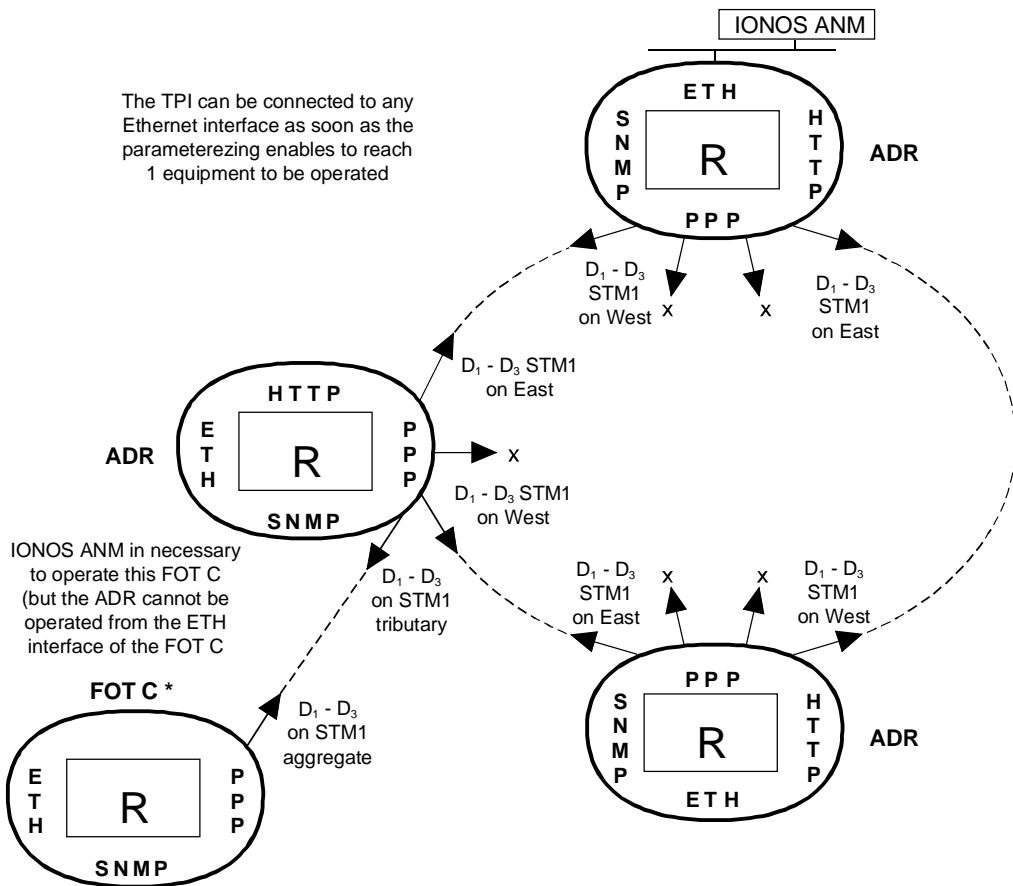 IONOS ANM
The TPI can be connected to any
Ethernet interface as soon as the
parameterezing enables to reach
1 equipment to be operated
ETH
SNMP
R
HTTP
ADR
PPP
D₁ - D₃
STM1
on West
x
x
D₁ - D₃
STM1
on East
D₁ - D₃ STM1
on East
HTTP
ADR
ETH
R
PPP
x
SNMP
D₁ - D₃ STM1
on West
IONOS ANM in necessary
to operate this FOT C
(but the ADR cannot be
operated from the ETH
interface of the FOT C
D₁ - D₃
on STM1
tributary
D₁ - D₃
STM1
on East
x
x
D₁ - D₃
STM1
on West
FOT C *
D₁ - D₃
on STM1
aggregate
ETH
R
PPP
SNMP
PPP
SNMP
R
HTTP
ADR
ETH